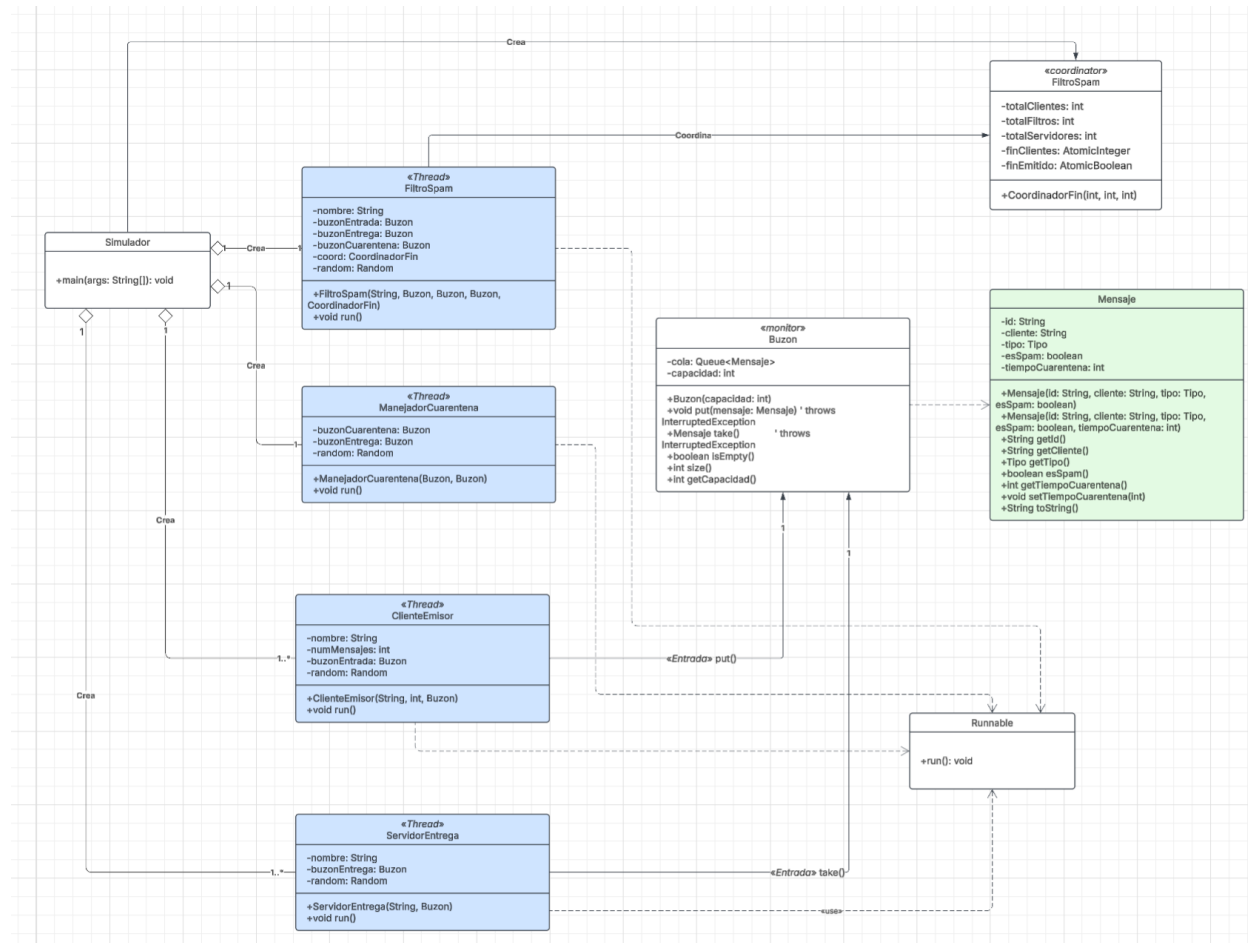 Crea
«coordinator»
FiltroSpam
-totalClientes: int
-totalFiltros: int
-totalServidores: int
-finClientes: AtomicInteger
-finEmitido: AtomicBoolean
+CoordinadorFin(int, int, int)
Coordina
«Thread»
FiltroSpam
-nombre: String
-buzonEntrada: Buzon
-buzonEntrega: Buzon
-buzonCuarentena: Buzon
-coord: CoordinadorFin
-random: Random
+FiltroSpam(String, Buzon, Buzon, Buzon,
CoordinadorFin)
+void run()
Simulador
+main(args: String[]): void
1
Crea
1
1
Crea
1
1
1
«monitor»
Buzon
-cola: Queue<Mensaje>
-capacidad: int
+Buzon(capacidad: int)
+void put(mensaje: Mensaje) ' throws
InterruptedException
+Mensaje take() ' throws
InterruptedException
+boolean isEmpty()
+int size()
+int getCapacidad()
Mensaje
-id: String
-cliente: String
-tipo: Tipo
-esSpam: boolean
-tiempoCuarentena: int
+Mensaje(id: String, cliente: String, tipo: Tipo,
esSpam: boolean)
+Mensaje(id: String, cliente: String, tipo: Tipo,
esSpam: boolean, tiempoCuarentena: int)
+String getId()
+String getCliente()
+Tipo getTipo()
+boolean esSpam()
+int getTiempoCuarentena()
+void setTiempoCuarentena(int)
+String toString()
«Thread»
ManejadorCuarentena
-buzonCuarentena: Buzon
-buzonEntrega: Buzon
-random: Random
+ManejadorCuarentena(Buzon, Buzon)
+void run()
Crea
1
1
«Thread»
ClienteEmisor
-nombre: String
-numMensajes: int
-buzonEntrada: Buzon
-random: Random
+ClienteEmisor(String, int, Buzon)
+void run()
1..*
«Entrada» put()
Crea
Runnable
+run(): void
«Thread»
ServidorEntrega
-nombre: String
-buzonEntrega: Buzon
-random: Random
+ServidorEntrega(String, Buzon)
+void run()
1..*
«Entrada» take()
«use»